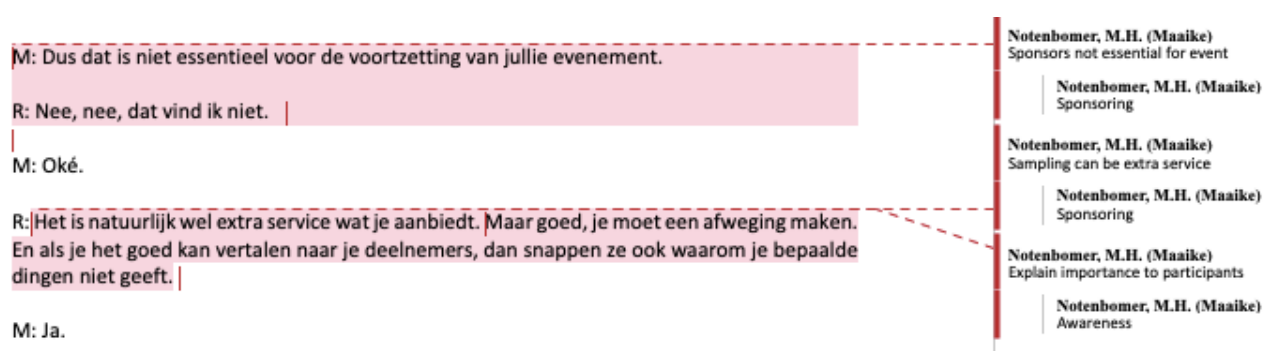 M: Dus dat is niet essentieel voor de voortzetting van jullie evenement.
R: Nee, nee, dat vind ik niet.
M: Oké.
R: Het is natuurlijk wel extra service wat je aanbiedt. Maar goed, je moet een afweging maken.
En als je het goed kan vertalen naar je deelnemers, dan snappen ze ook waarom je bepaalde
dingen niet geeft.
M: Ja.
Notenbomer, M.H. (Maaike)
Sponsors not essential for event
Notenbomer, M.H. (Maaike)
Sponsoring
Notenbomer, M.H. (Maaike)
Sampling can be extra service
Notenbomer, M.H. (Maaike)
Sponsoring
Notenbomer, M.H. (Maaike)
Explain importance to participants
Notenbomer, M.H. (Maaike)
Awareness